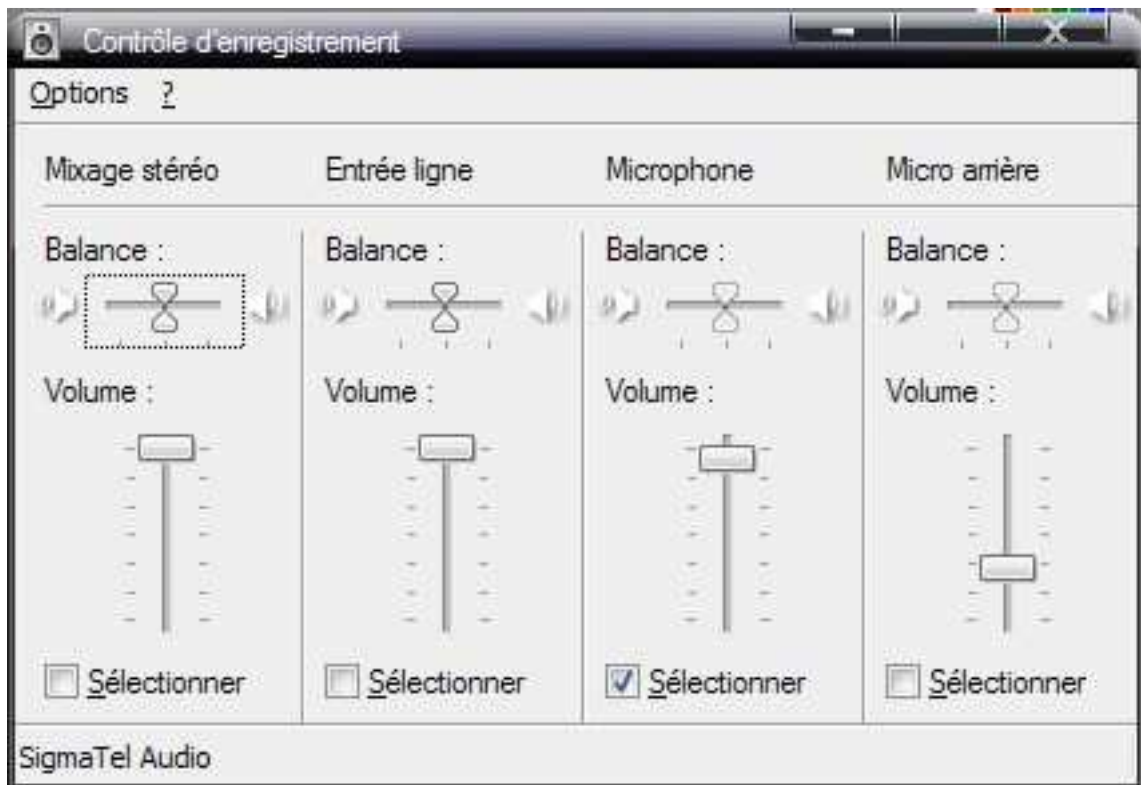 Contrôle d'enregistrement
Options ?
Mixage stéréo Entrée ligne Microphone Micro arrière
Balance : Balance : Balance : Balance :
Volume : Volume : Volume : Volume :
Sélectionner Sélectionner Sélectionner Sélectionner
SigmaTel Audio